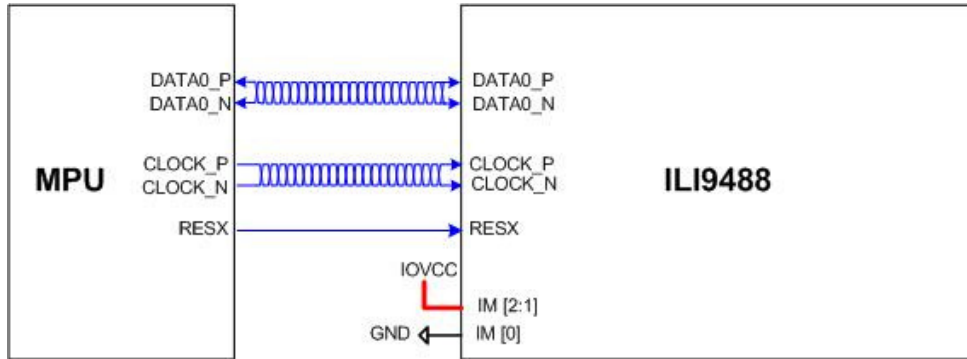 DATA0_P
DATA0_N
DATA0_P
DATA0_N
CLOCK_P
CLOCK_N
CLOCK_P
CLOCK_N
MPU
ILI9488
RESX
RESX
IOVCC
IM [2:1]
GND
IM [0]